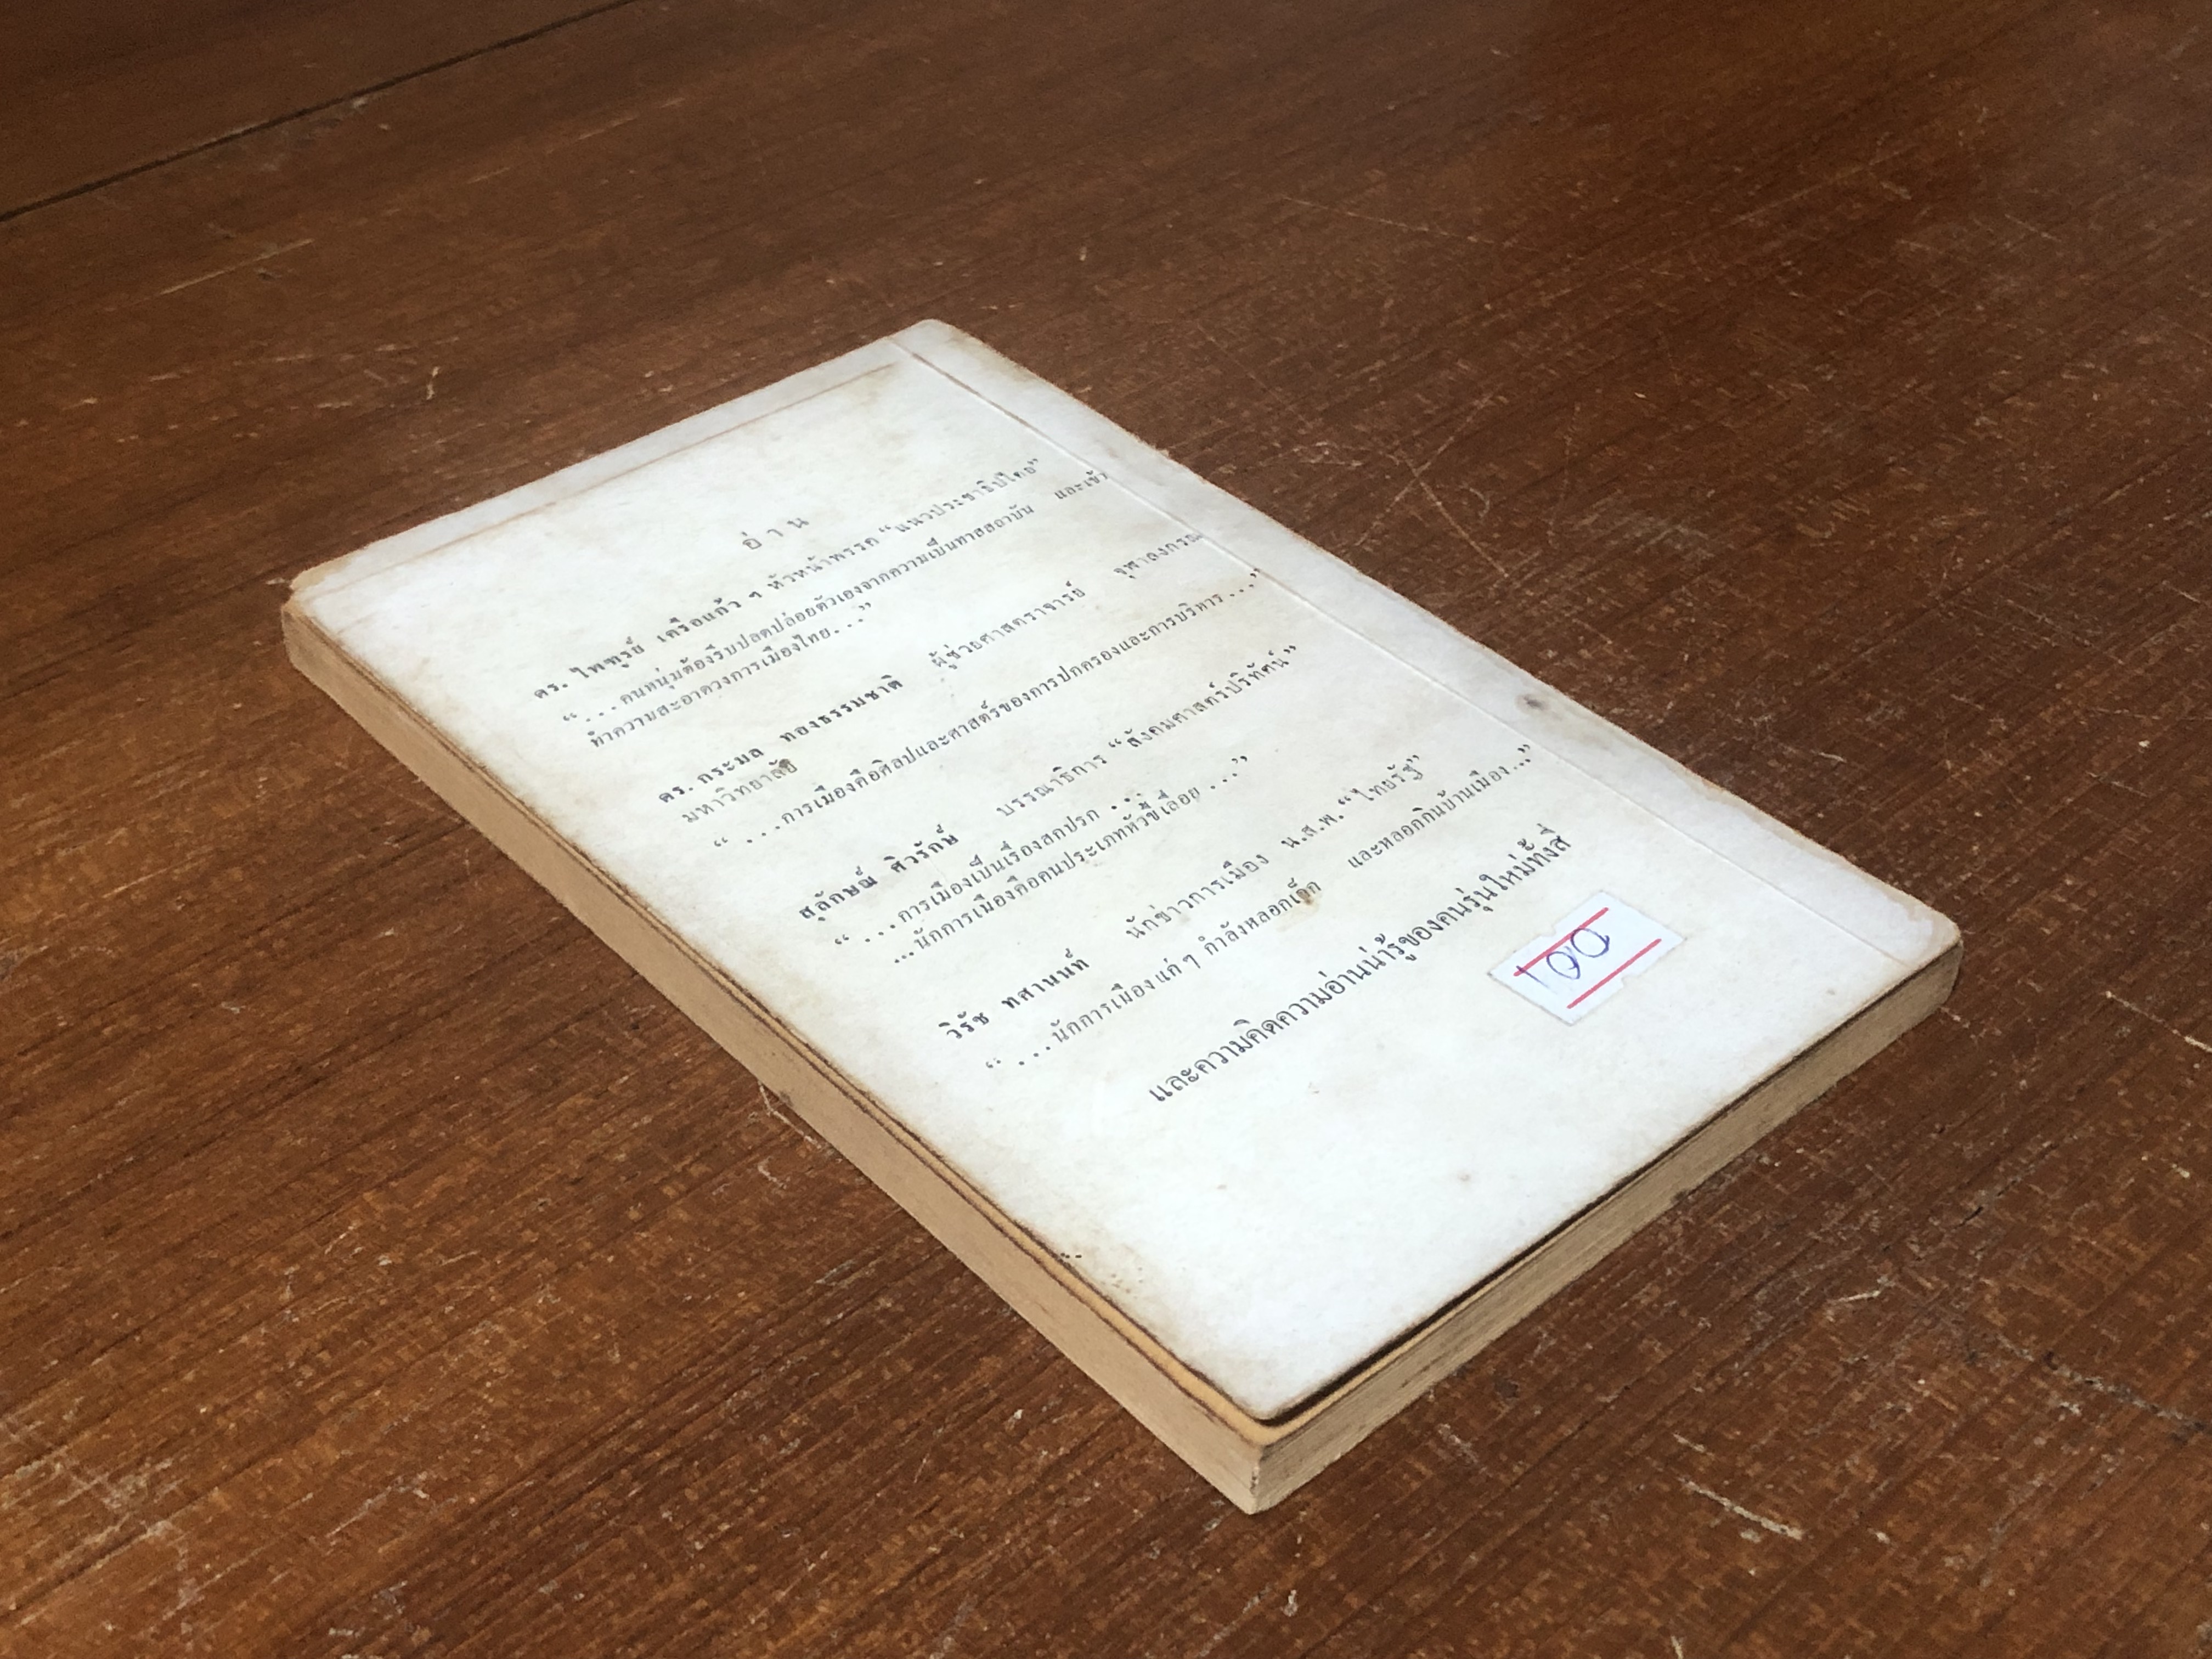 อ่าน
ดร. ไพฑูรย์ เครือแก้ว ฯ หัวหน้าพรรค “แนวประชาธิปไตย”
“...คนหนุ่มต้องรีบปลดปล่อยตัวเองจากความเป็นทาสสถาบัน และเข้า
ทำความสะอาดวงการเมืองไทย...”
ดร. กระมล ทองธรรมชาติ ผู้ช่วยศาสตราจารย์ จุฬาลงกรณ
มหาวิทยาลัย
“ ...การเมืองคือศิลปและศาสตร์ของการปกครองและการบริหาร...”
สุลักษณ์ ศิวรักษ์ บรรณาธิการ “สังคมศาสตร์ปริทัศน์”
“ ...การเมืองเป็นเรื่องสกปรก ...
...นักการเมืองคือคนประเภทหัวขี้เลื่อย ...”
วิรัช ทสานนท์ นักข่าวการเมือง น.ส.พ.“ไทยรัฐ”
“ ...นักการเมืองแก่ ๆ กำลังหลอกเด็ก และหลอกกินบ้านเมือง...”
และความคิดความอ่านน่ารู้ของคนรุ่นใหม่ทั้งสี่
100